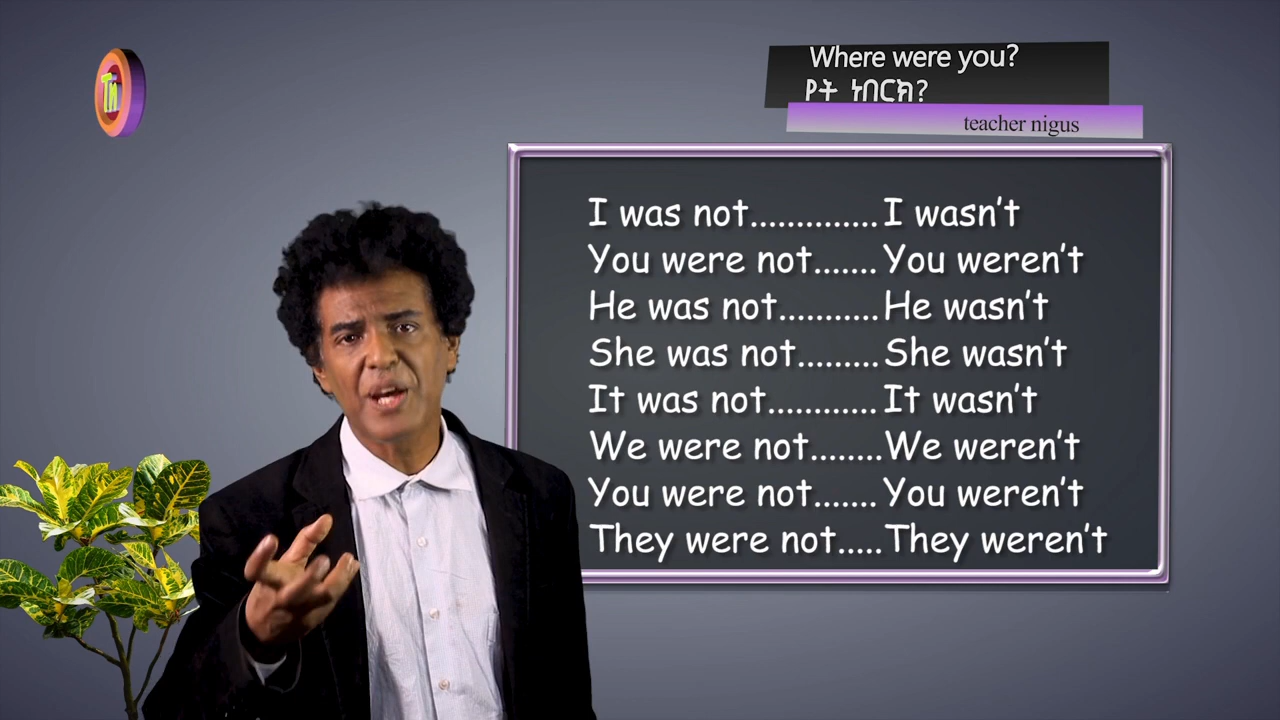 Tn
Where were you?
የት ነበርክ?
teacher nigus
I was not..............I wasn't
You were not.......You weren't
He was not...........He wasn't
She was not.........She wasn't
It was not............It wasn't
We were not........We weren't
You were not.......You weren't
They were not.....They weren't